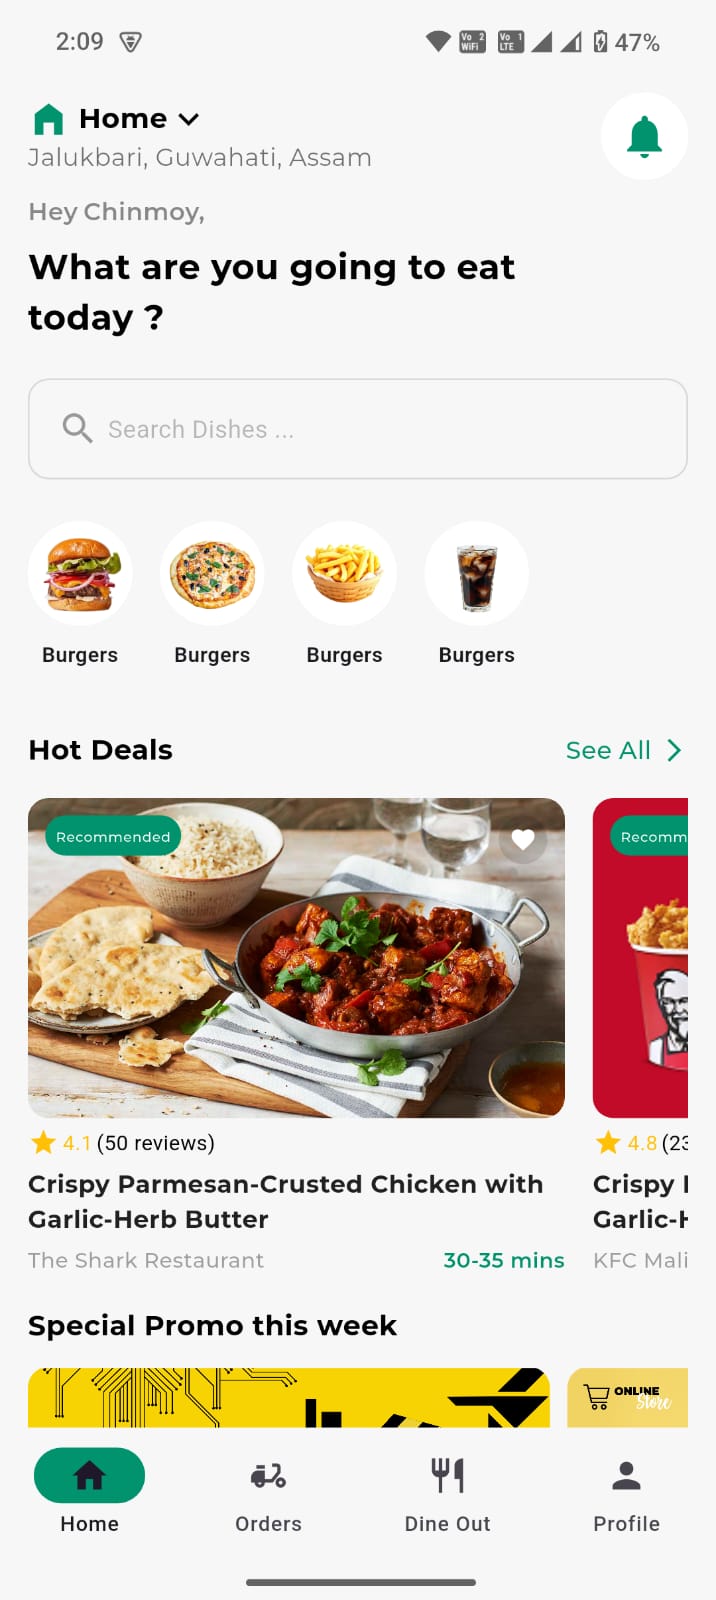 2:09
Vo 2
WiFi
Vo 1
LTE
47%
Home
Jalukbari, Guwahati, Assam
Hey Chinmoy,
What are you going to eat
today ?
Search Dishes ...
Burgers Burgers Burgers Burgers
Hot Deals
See All
Recommended
Recomm
4.1 (50 reviews)
4.8 (23
Crispy Parmesan-Crusted Chicken with
Garlic-Herb Butter
Crispy
Garlic-H
The Shark Restaurant
30-35 mins
KFC Mali
Special Promo this week
ONLINE
Store
Home
Orders
Dine Out
Profile